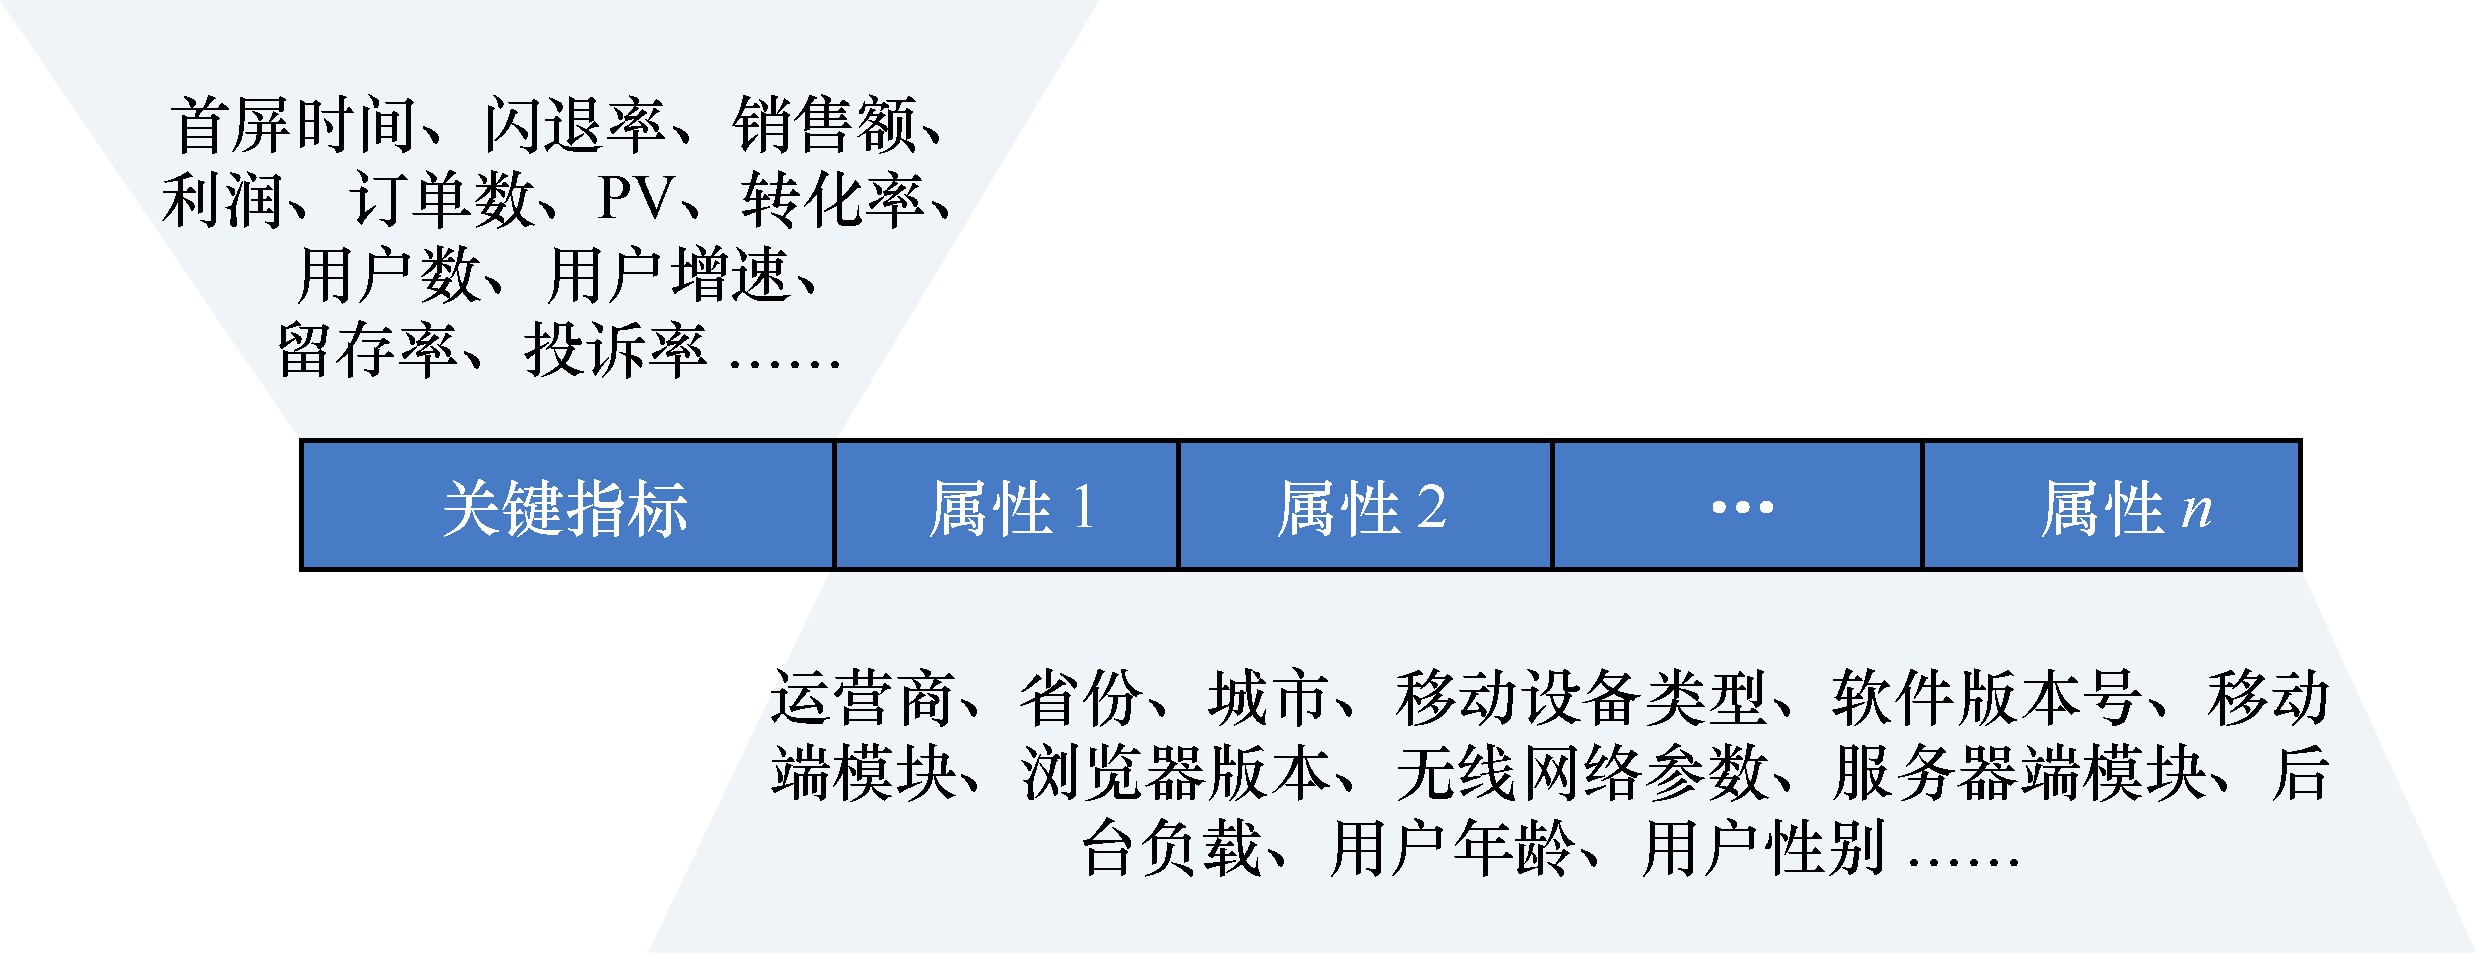 首屏时间、闪退率、销售额、
利润、订单数、PV、转化率、
用户数、用户增速、
留存率、投诉率 ……
关键指标 属性 1 属性 2 ··· 属性 n
运营商、省份、城市、移动设备类型、软件版本号、移动
端模块、浏览器版本、无线网络参数、服务器端模块、后
台负载、用户年龄、用户性别 ……